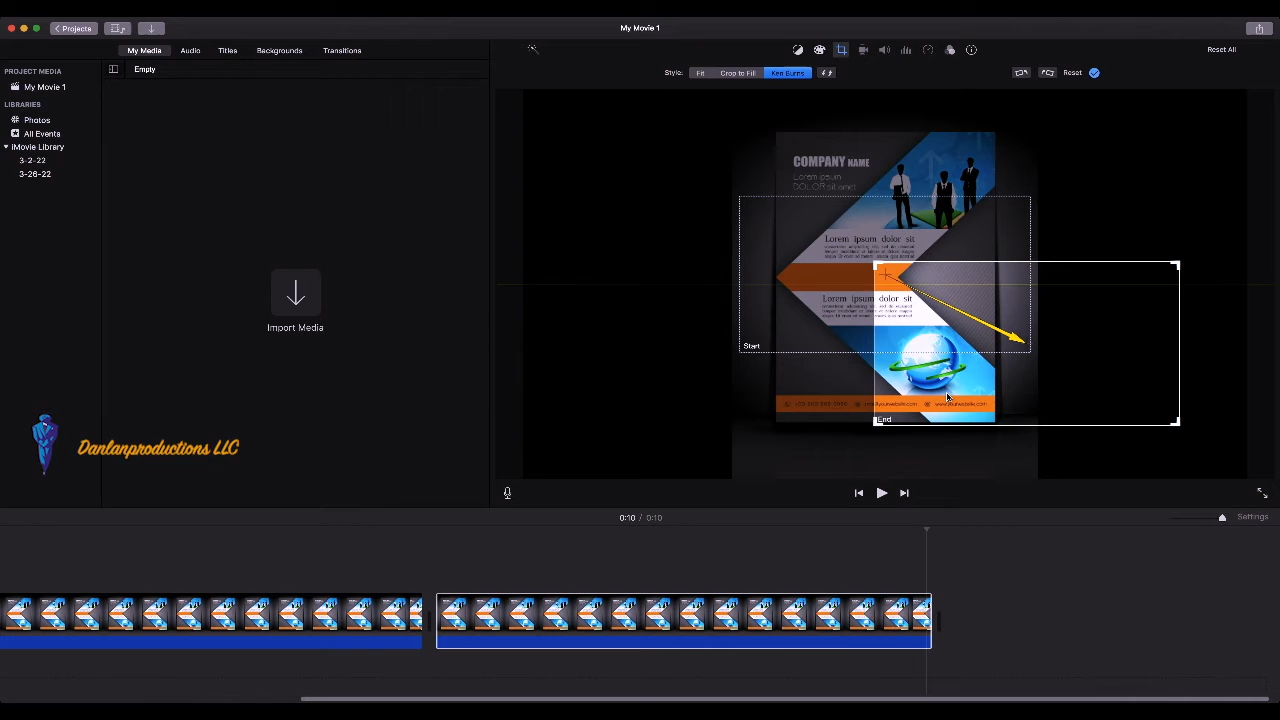 Projects
My Movie 1
My Media
Audio
Titles
Backgrounds
Transitions
Reset All
PROJECT MEDIA
My Movie 1
LIBRARIES
Photos
All Events
iMovie Library
3-2-22
3-26-22
Empty
Import Media
Style:
Fit
Crop to Fill
Ken Burns
Reset
COMPANY NAME
Lorem ipsum
DOLOR sit amet
Lorem ipsum dolor sit
Lorem ipsum dolor sit
Start
www.yourwebsite.com
End
Danlanproductions LLC
0:10 / 0:10
Settings